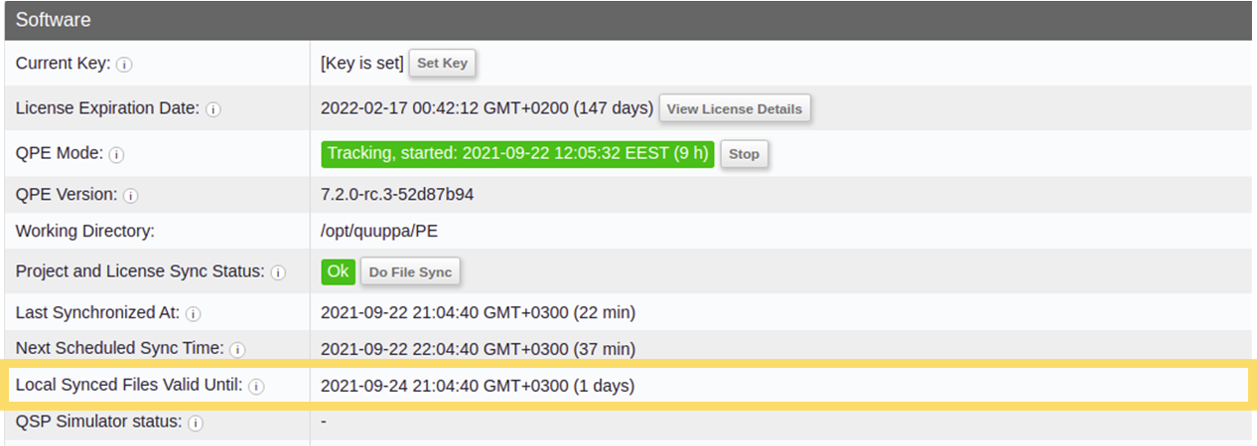 Software
Current Key: [Key is set] Set Key
License Expiration Date: 2022-02-17 00:42:12 GMT+0200 (147 days) View License Details
QPE Mode: Tracking, started: 2021-09-22 12:05:32 EEST (9 h) Stop
QPE Version: 7.2.0-rc.3-52d87b94
Working Directory: /opt/quuppa/PE
Project and License Sync Status: Ok Do File Sync
Last Synchronized At: 2021-09-22 21:04:40 GMT+0300 (22 min)
Next Scheduled Sync Time: 2021-09-22 22:04:40 GMT+0300 (37 min)
Local Synced Files Valid Until: 2021-09-24 21:04:40 GMT+0300 (1 days)
QSP Simulator status: -